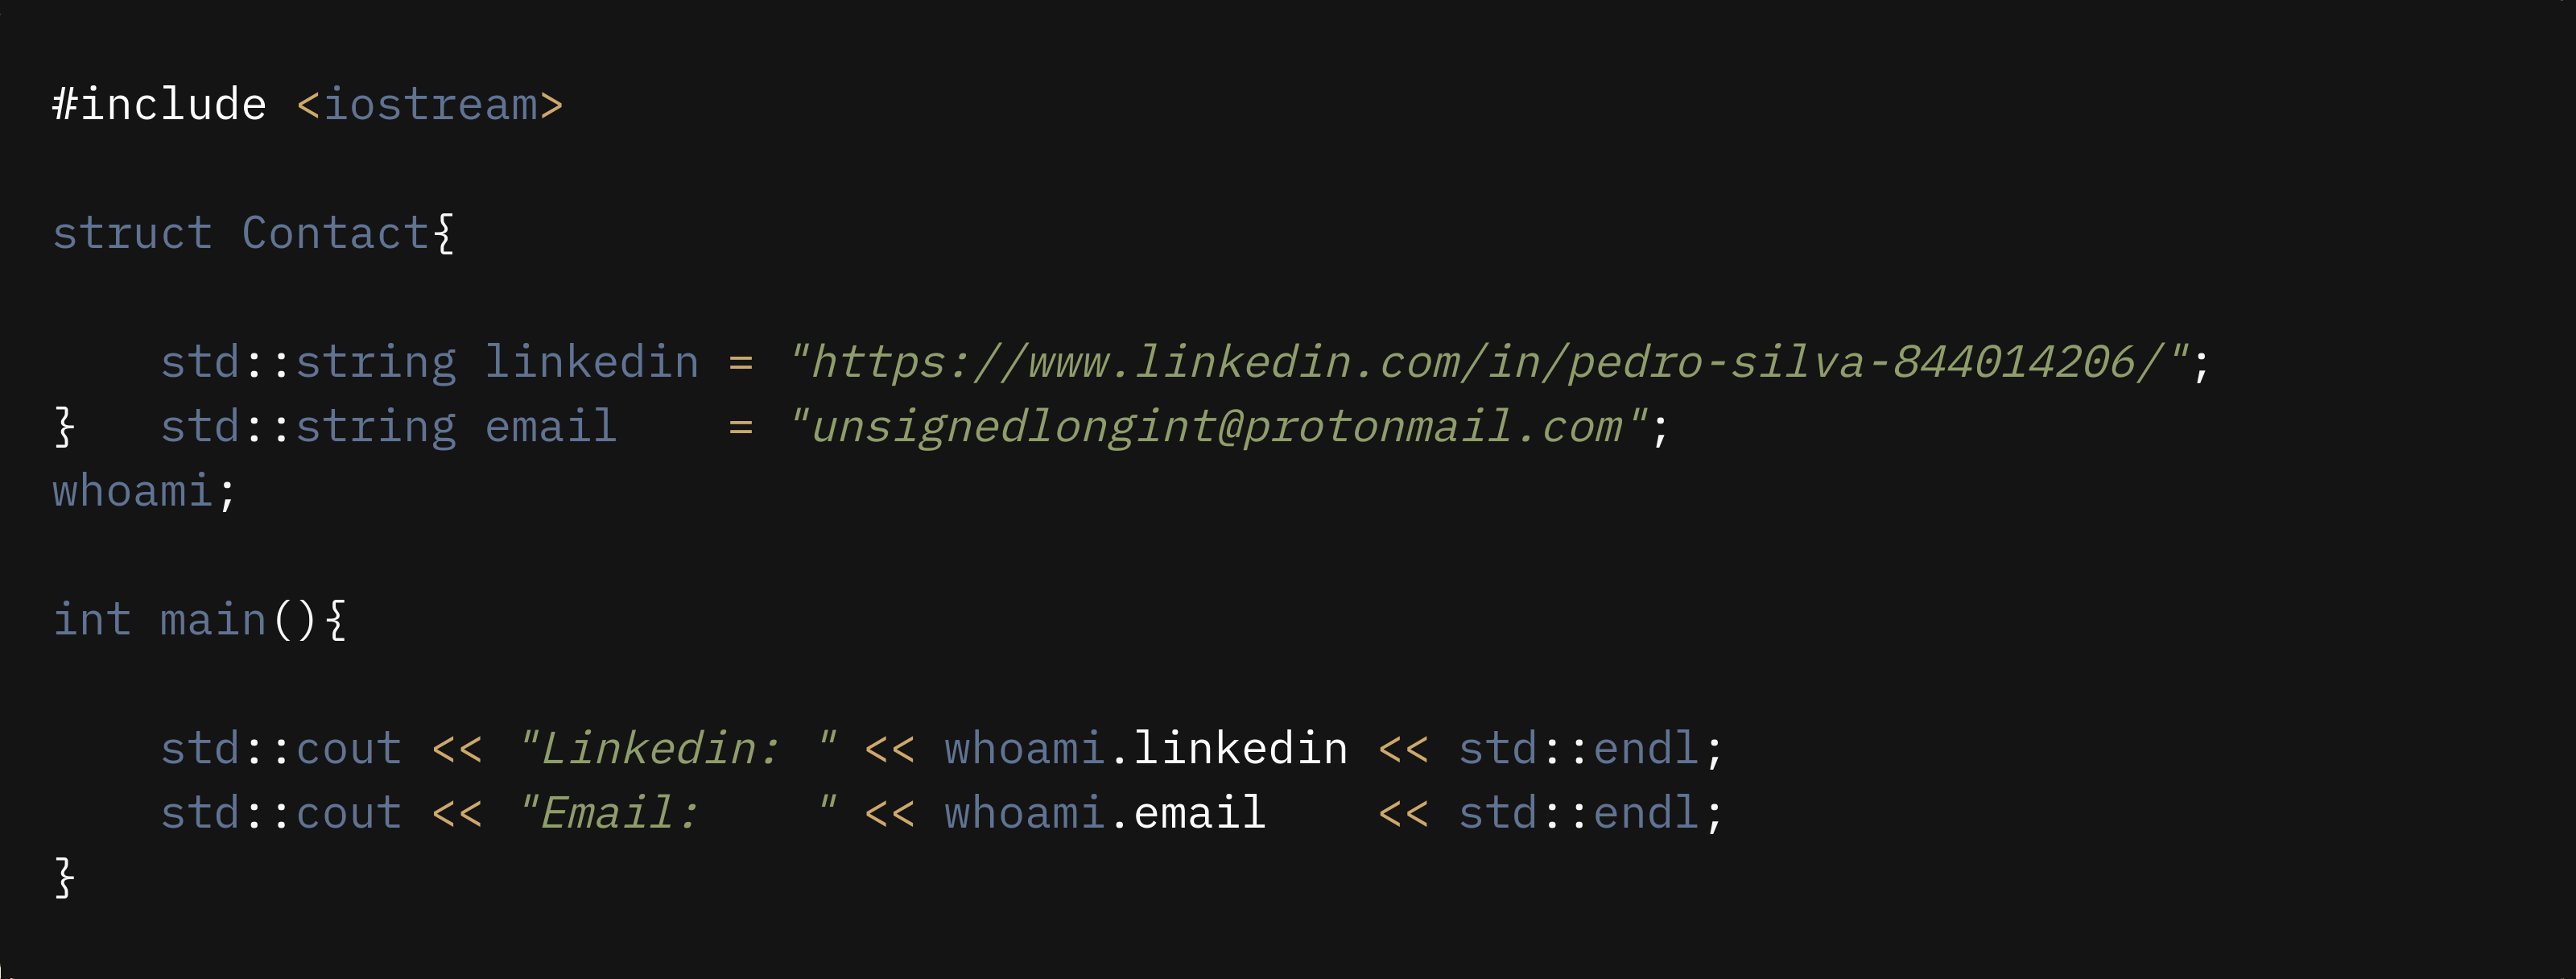 #include <iostream>
struct Contact{
    std::string linkedin = "https://www.linkedin.com/in/pedro-silva-844014206/";
}   std::string email    = "unsignedlongint@protonmail.com";
whoami;
int main(){
    std::cout << "Linkedin: " << whoami.linkedin << std::endl;
    std::cout << "Email:    " << whoami.email    << std::endl;
}